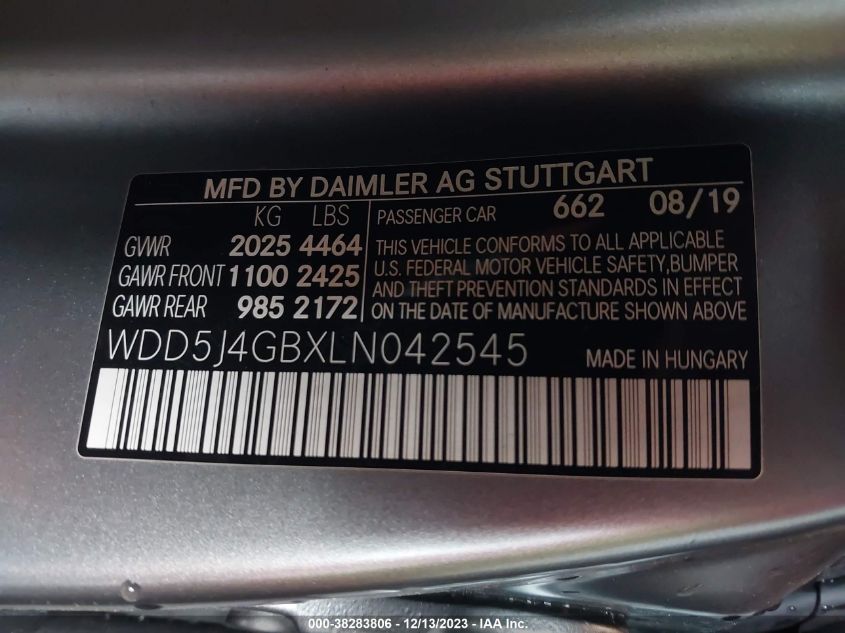 MFD BY DAIMLER AG STUTTGART
KG LBS
GVWR 2025 4464
GAWR FRONT 1100 2425
GAWR REAR 985 2172
PASSENGER CAR 662 08/19
THIS VEHICLE CONFORMS TO ALL APPLICABLE
U.S. FEDERAL MOTOR VEHICLE SAFETY,BUMPER
AND THEFT PREVENTION STANDARDS IN EFFECT
ON THE DATE OF MANUFACTURE SHOWN ABOVE
WDD5J4GBXLN042545 MADE IN HUNGARY
000-38283806 - 12/13/2023 - IAA Inc.